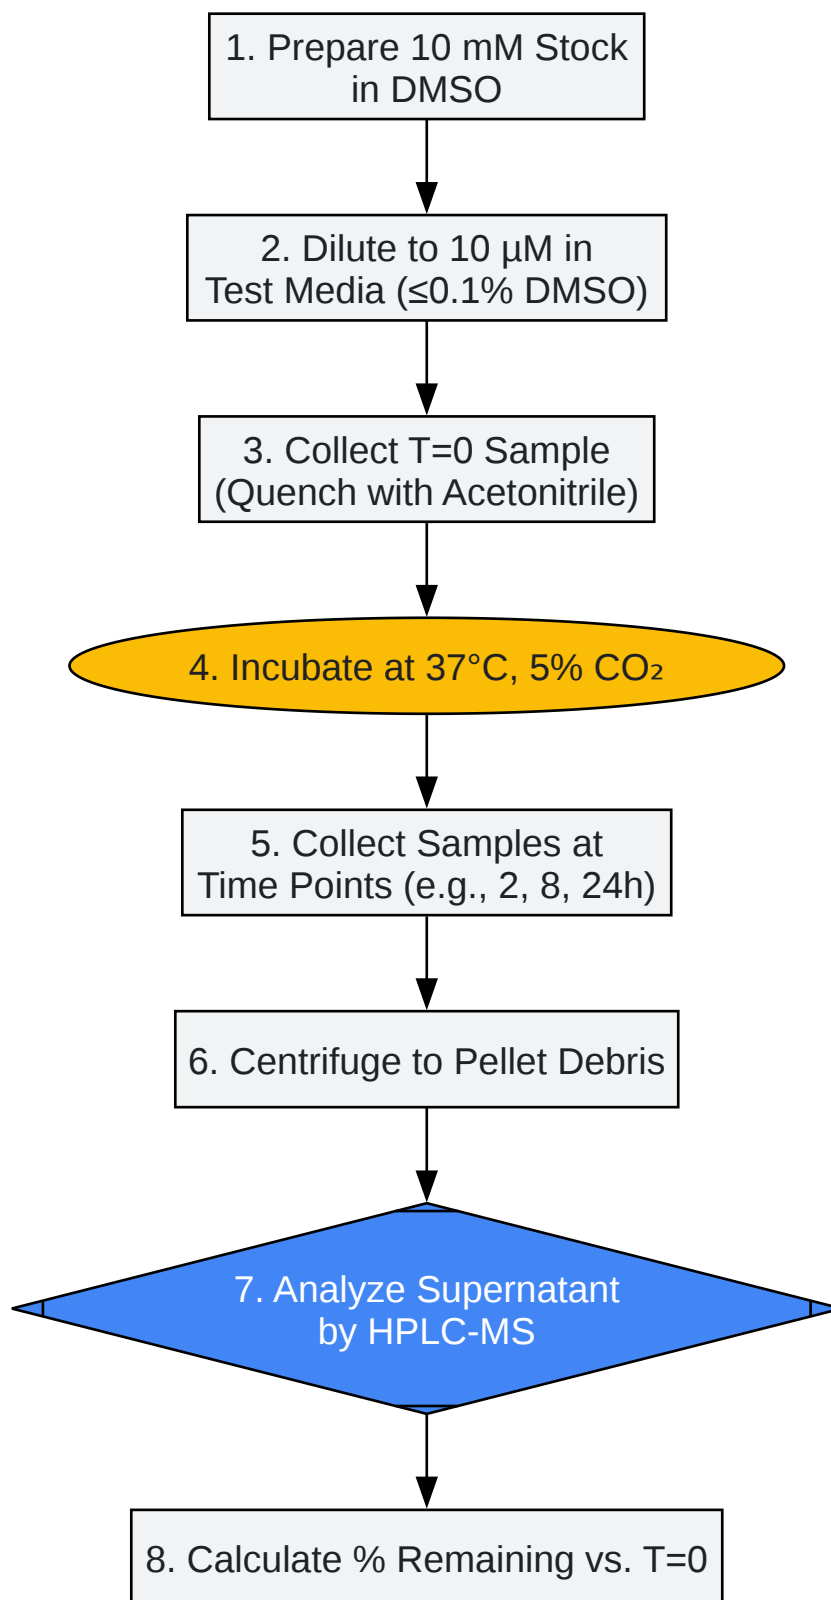 1. Prepare 10 mM Stock
in DMSO
2. Dilute to 10 µM in
Test Media (≤0.1% DMSO)
3. Collect T=0 Sample
(Quench with Acetonitrile)
4. Incubate at 37°C, 5% CO₂
5. Collect Samples at
Time Points (e.g., 2, 8, 24h)
6. Centrifuge to Pellet Debris
7. Analyze Supernatant
by HPLC-MS
8. Calculate % Remaining vs. T=0